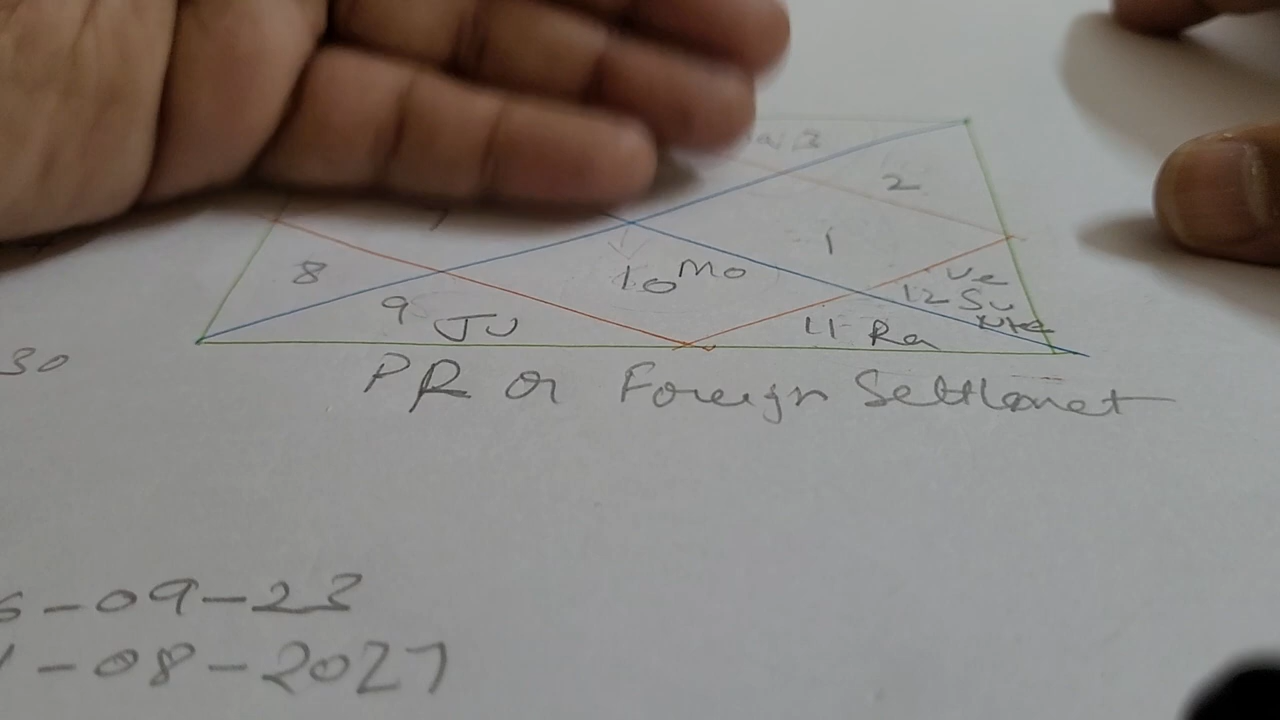 2
1
8
10 Mo
Ve
12 Su
9 Ju
11 Ra
30
PR or Foreign Settlemet
-09-23
-08-2027